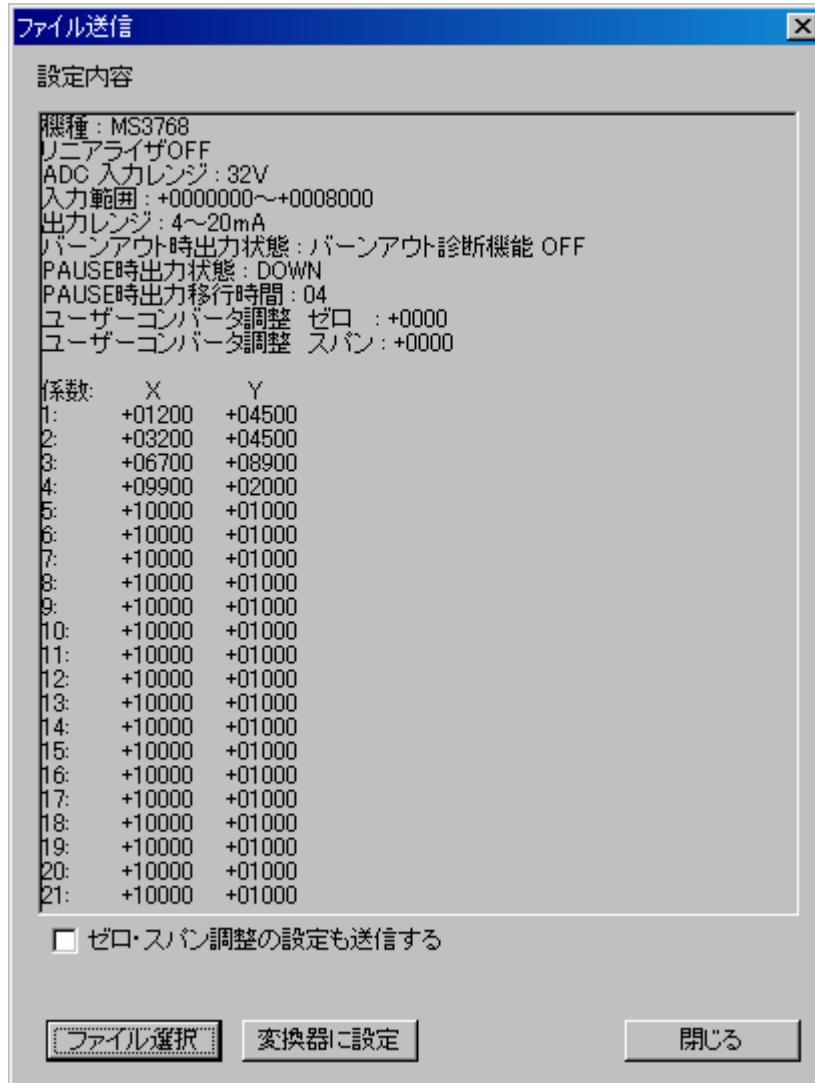 ファイル送信
設定内容
機種 : MS3768
リニアライザOFF
ADC 入力レンジ : 32V
入力範囲 : +0000000～+0008000
出力レンジ : 4～20mA
バーンアウト時出力状態 : バーンアウト診断機能 OFF
PAUSE時出力状態 : DOWN
PAUSE時出力移行時間 : 04
ユーザーコンバータ調整 ゼロ : +0000
ユーザーコンバータ調整 スパン : +0000
係数: X Y
1: +01200 +04500
2: +03200 +04500
3: +06700 +08900
4: +09900 +02000
5: +10000 +01000
6: +10000 +01000
7: +10000 +01000
8: +10000 +01000
9: +10000 +01000
10: +10000 +01000
11: +10000 +01000
12: +10000 +01000
13: +10000 +01000
14: +10000 +01000
15: +10000 +01000
16: +10000 +01000
17: +10000 +01000
18: +10000 +01000
19: +10000 +01000
20: +10000 +01000
21: +10000 +01000
ゼロ・スパン調整の設定も送信する
ファイル選択 変換器に設定 閉じる